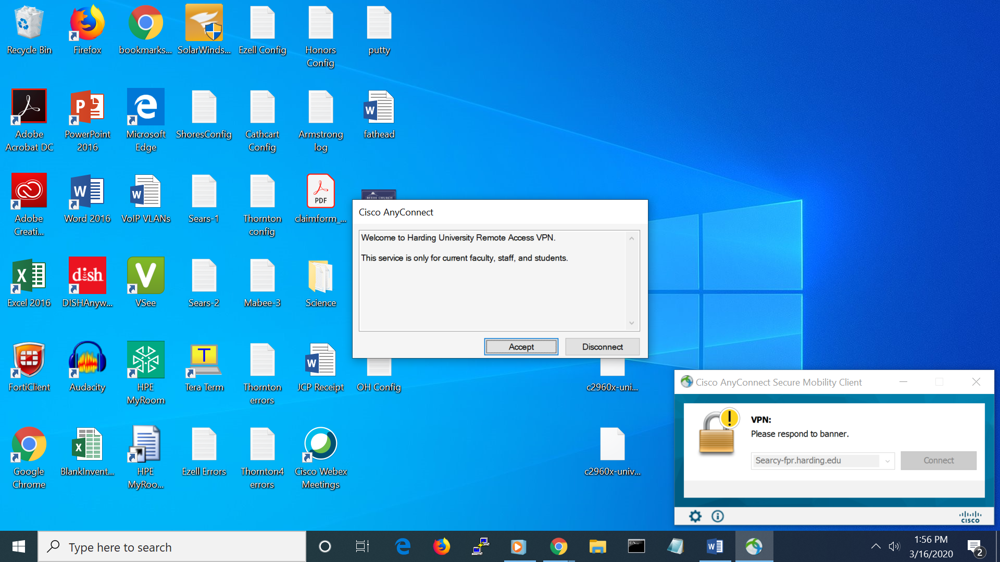 Recycle Bin
Firefox
bookmarks...
SolarWinds...
Ezell Config
Honors
Config
putty
Adobe
Acrobat DC
PowerPoint
2016
Microsoft
Edge
ShoresConfig
Cathcart
Config
Armstrong
log
fathead
Adobe
Creati...
Word 2016
VoIP VLANs
Sears-1
Thornton
config
PDF
claimform_...
BEEBE CHURCH
Excel 2016
dish
DISHAnyw...
VSee
Sears-2
Mabee-3
Science
FortiClient
Audacity
HPE
MyRoom
Tera Term
Thornton
errors
JCP Receipt
OH Config
c2960x-uni...
Google
Chrome
BlankInvent...
HPE
MyRoo...
Ezell Errors
Thornton4
errors
Cisco Webex
Meetings
c2960x-univ...
Cisco AnyConnect
Welcome to Harding University Remote Access VPN.
This service is only for current faculty, staff, and students.
Accept
Disconnect
Cisco AnyConnect Secure Mobility Client
VPN:
Please respond to banner.
Searcy-fpr.harding.edu
Connect
CISCO
Type here to search
1:56 PM
3/16/2020
2